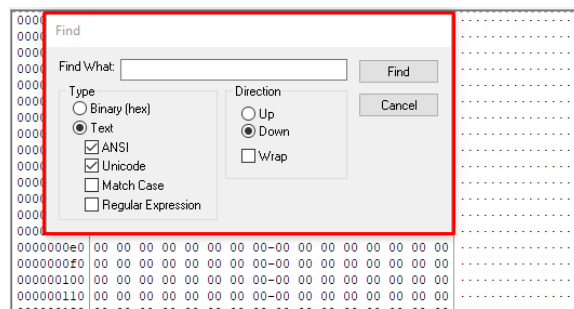 Find
Find What:
Find
Type
Direction
Binary (hex)
Up
Cancel
Text
Down
ANSI
Wrap
Unicode
Match Case
Regular Expression
0000000e0 00 00 00 00 00 00 00 00-00 00 00 00 00 00 00 00 ................
0000000f0 00 00 00 00 00 00 00 00-00 00 00 00 00 00 00 00 ................
000000100 00 00 00 00 00 00 00 00-00 00 00 00 00 00 00 00 ................
000000110 00 00 00 00 00 00 00 00-00 00 00 00 00 00 00 00 ................